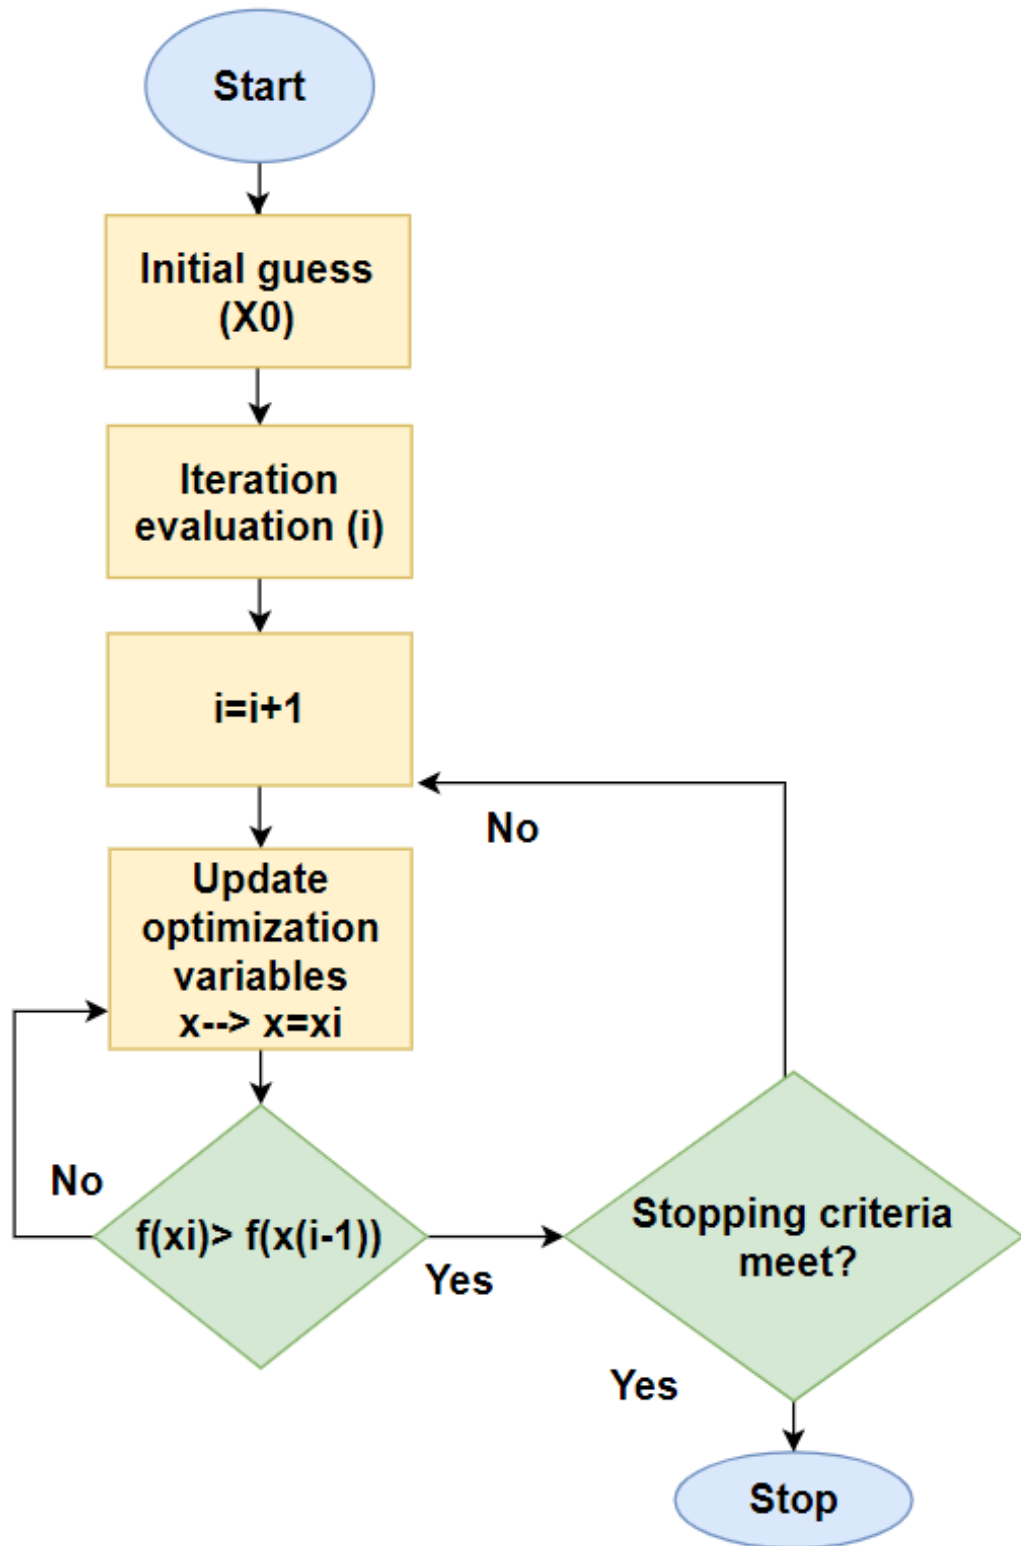 Start
Initial guess
(X0)
Iteration
evaluation (i)
i=i+1
No
Update
optimization
variables
x--> x=xi
No
f(xi)> f(x(i-1))
Yes
Stopping criteria
meet?
Yes
Stop